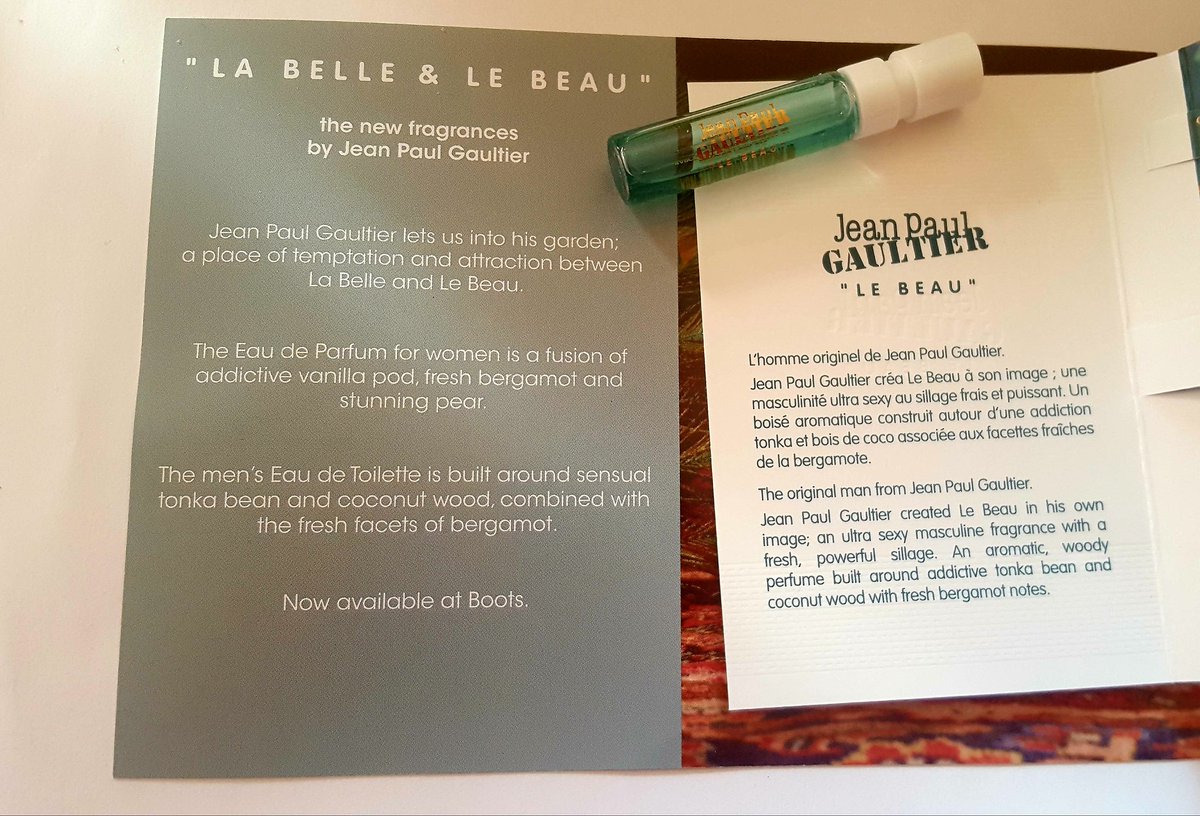 " LA BELLE & LE BEAU "
the new fragrances
by Jean Paul Gaultier
Jean Paul Gaultier lets us into his garden;
a place of temptation and attraction between
La Belle and Le Beau.
The Eau de Parfum for women is a fusion of
addictive vanilla pod, fresh bergamot and
stunning pear.
The men's Eau de Toilette is built around sensual
tonka bean and coconut wood, combined with
the fresh facets of bergamot.
Now available at Boots.
Jean Paul
GAULTIER
LE BEAU
Jean Paul
GAULTIER
"LE BEAU"
L'homme originel de Jean Paul Gaultier.
Jean Paul Gaultier créa Le Beau à son image ; une
masculinité ultra sexy au sillage frais et puissant. Un
boisé aromatique construit autour d'une addiction
tonka et bois de coco associée aux facettes fraîches
de la bergamote.
The original man from Jean Paul Gaultier.
Jean Paul Gaultier created Le Beau in his own
image; an ultra sexy masculine fragrance with a
fresh, powerful sillage. An aromatic, woody
perfume built around addictive tonka bean and
coconut wood with fresh bergamot notes.